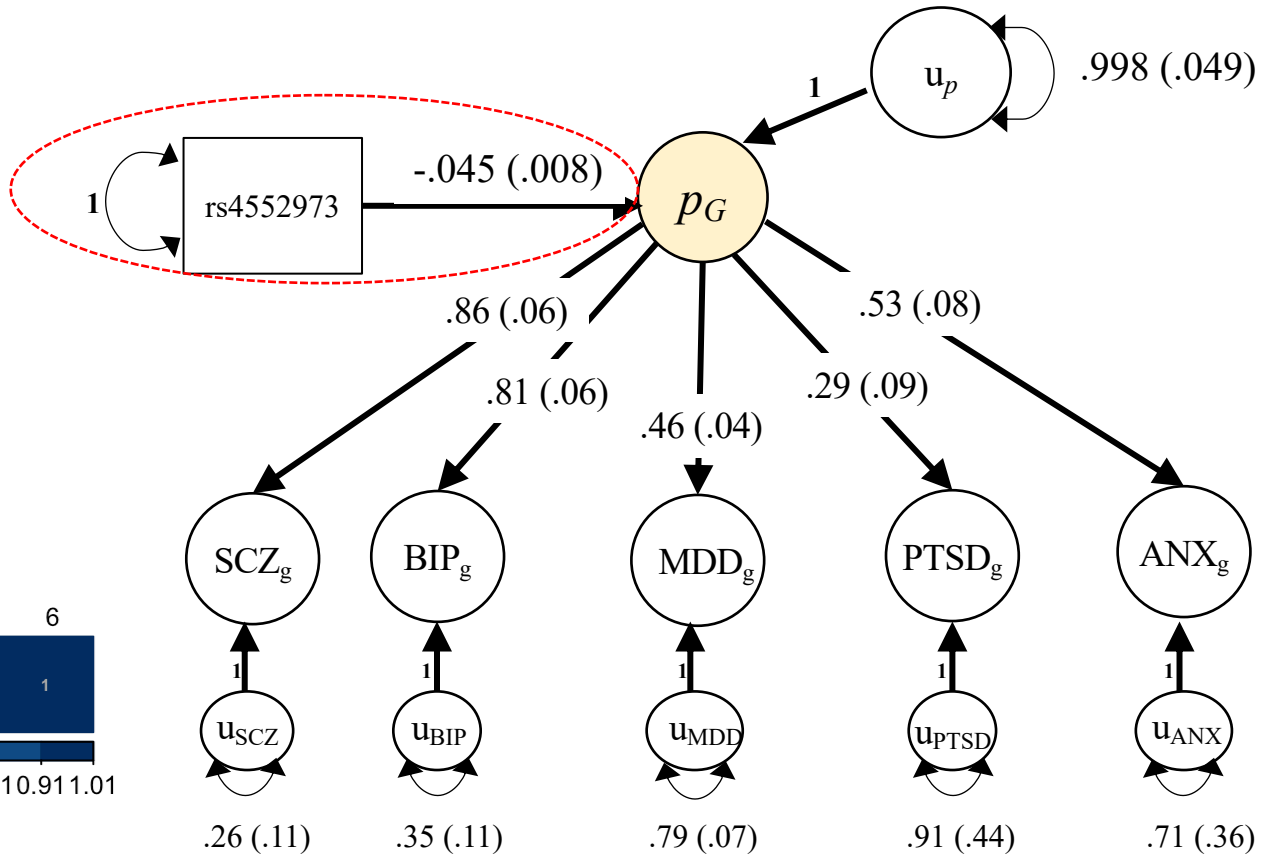 u_p
.998 (.049)
1
rs4552973
1
-.045 (.008)
p_G
.86 (.06)
.81 (.06)
.46 (.04)
.29 (.09)
.53 (.08)
SCZ_g
BIP_g
MDD_g
PTSD_g
ANX_g
6
1
1
1
1
1
1
u_SCZ
u_BIP
u_MDD
u_PTSD
u_ANX
10.911.01
.26 (.11)
.35 (.11)
.79 (.07)
.91 (.44)
.71 (.36)